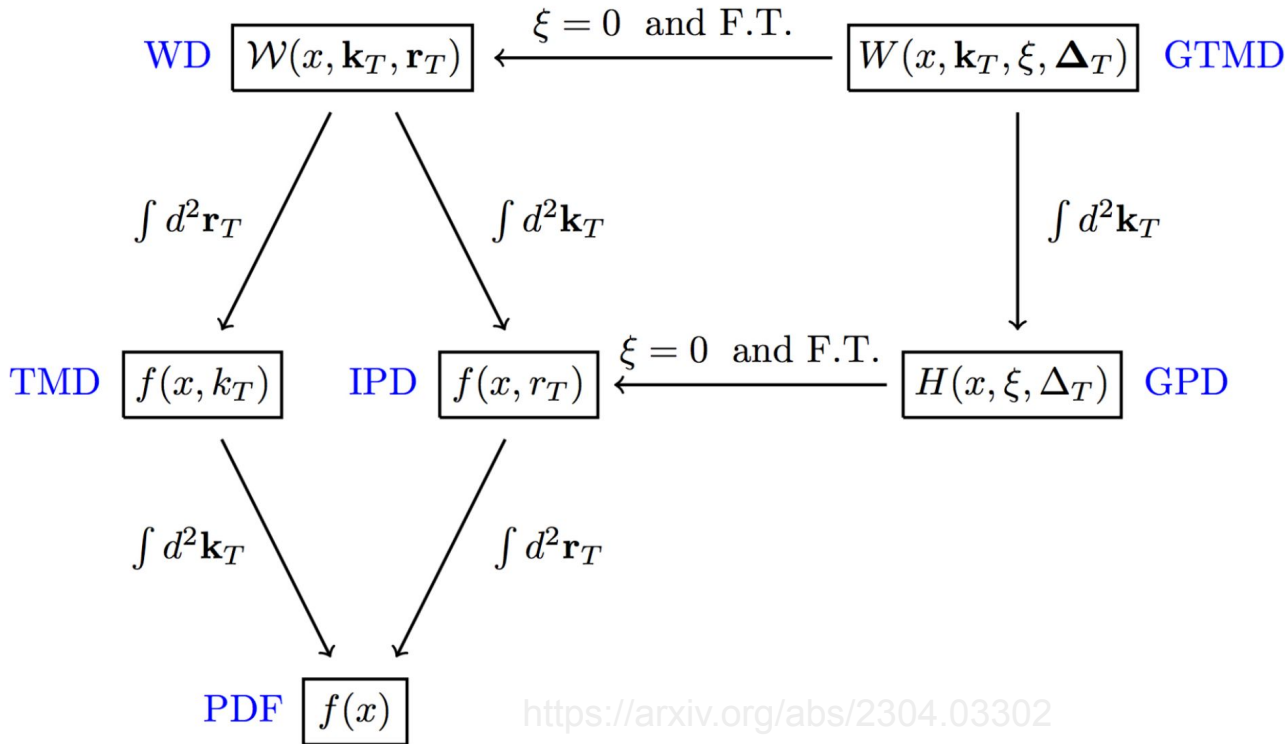 WD 𝒲(x, k_T, r_T) ξ = 0 and F.T. W(x, k_T, ξ, Δ_T) GTMD
∫ d²r_T ∫ d²k_T ∫ d²k_T
TMD f(x, k_T) IPD f(x, r_T) ξ = 0 and F.T. H(x, ξ, Δ_T) GPD
∫ d²k_T ∫ d²r_T
PDF f(x) https://arxiv.org/abs/2304.03302